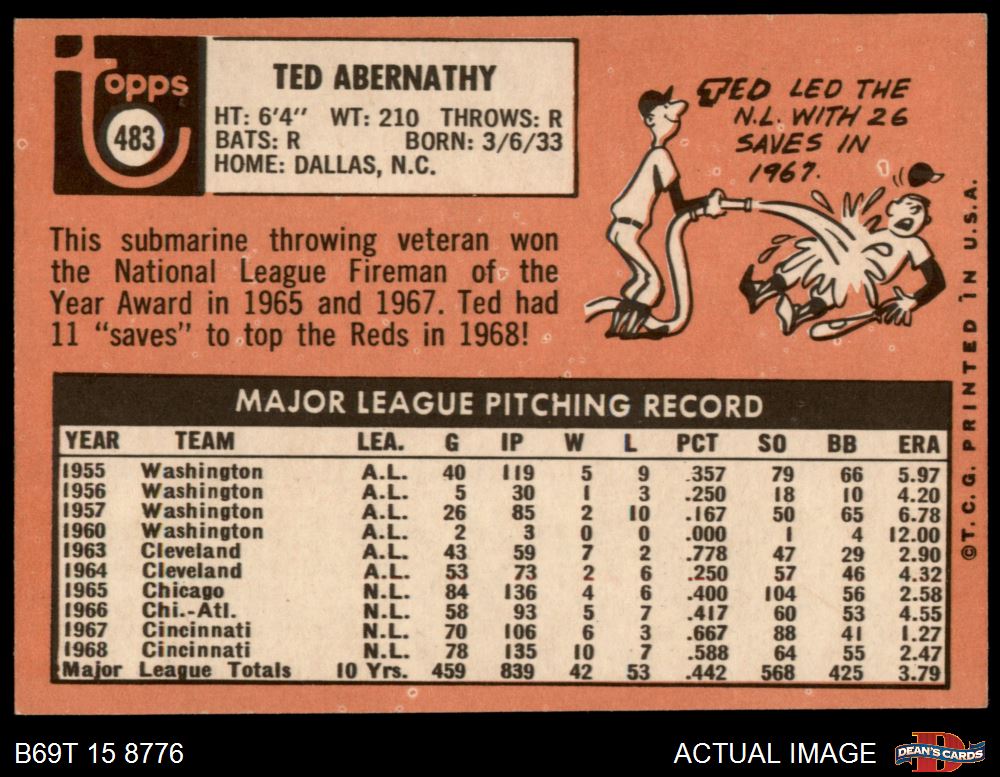 Topps
483
TED ABERNATHY
HT: 6'4" WT: 210 THROWS: R
BATS: R BORN: 3/6/33
HOME: DALLAS, N.C.
TED LED THE
N.L. WITH 26
SAVES IN
1967.
This submarine throwing veteran won
the National League Fireman of the
Year Award in 1965 and 1967. Ted had
11 "saves" to top the Reds in 1968!
MAJOR LEAGUE PITCHING RECORD
YEAR TEAM LEA. G IP W L PCT SO BB ERA
1955 Washington A.L. 40 119 5 9 .357 79 66 5.97
1956 Washington A.L. 5 30 1 3 .250 18 10 4.20
1957 Washington A.L. 26 85 2 10 .167 50 65 6.78
1960 Washington A.L. 2 3 0 0 .000 1 4 12.00
1963 Cleveland A.L. 43 59 7 2 .778 47 29 2.90
1964 Cleveland A.L. 53 73 2 6 .250 57 46 4.32
1965 Chicago N.L. 84 136 4 6 .400 104 56 2.58
1966 Chi.-Atl. N.L. 58 93 5 7 .417 60 53 4.55
1967 Cincinnati N.L. 70 106 6 3 .667 88 41 1.27
1968 Cincinnati N.L. 78 135 10 7 .588 64 55 2.47
Major League Totals 10 Yrs. 459 839 42 53 .442 568 425 3.79
©T.C.G. PRINTED IN U.S.A.
B69T 15 8776
ACTUAL IMAGE
D
DEAN'S CARDS